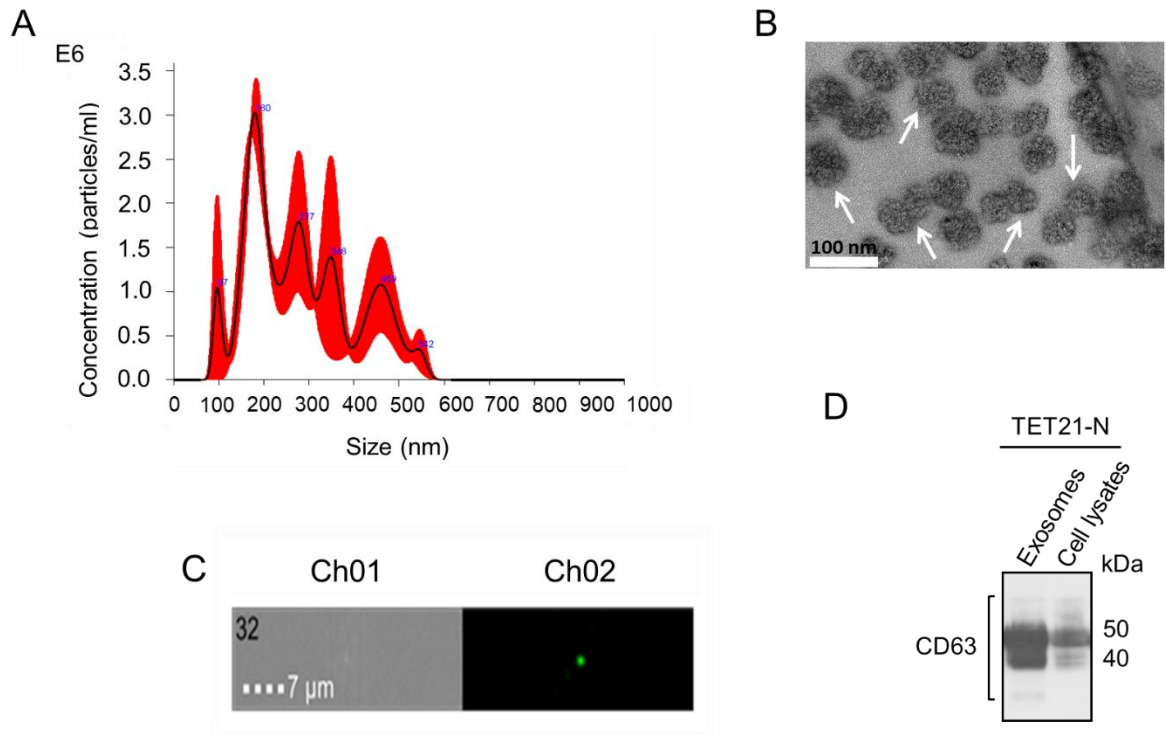 A
E6
Concentration (particles/ml)
3.5
3.0
2.5
2.0
1.5
1.0
0.5
0.0
97
180
277
348
459
542
0 100 200 300 400 500 600 700 800 900 1000
Size (nm)
B
100 nm
C
Ch01 Ch02
32
7 μm
D
TET21-N
Exosomes
Cell lysates
kDa
CD63
50
40